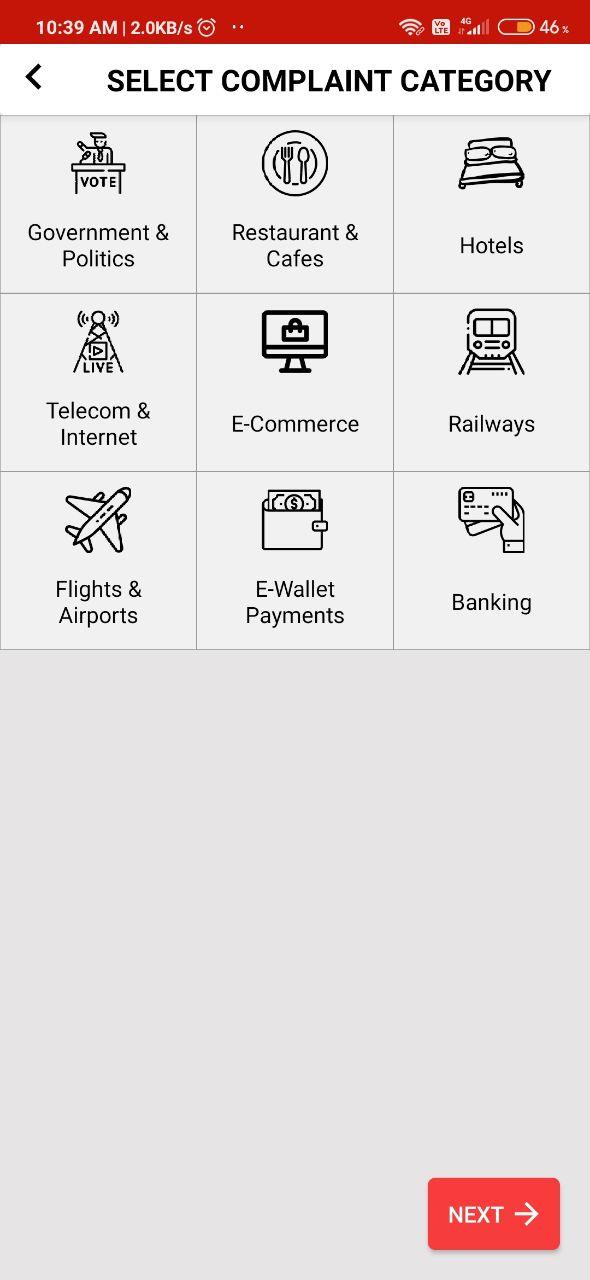 10:39 AM | 2.0KB/s
Vo LTE 4G 46%
SELECT COMPLAINT CATEGORY
VOTE
Government & Politics
Restaurant & Cafes
Hotels
LIVE
Telecom & Internet
E-Commerce
Railways
Flights & Airports
E-Wallet Payments
Banking
NEXT